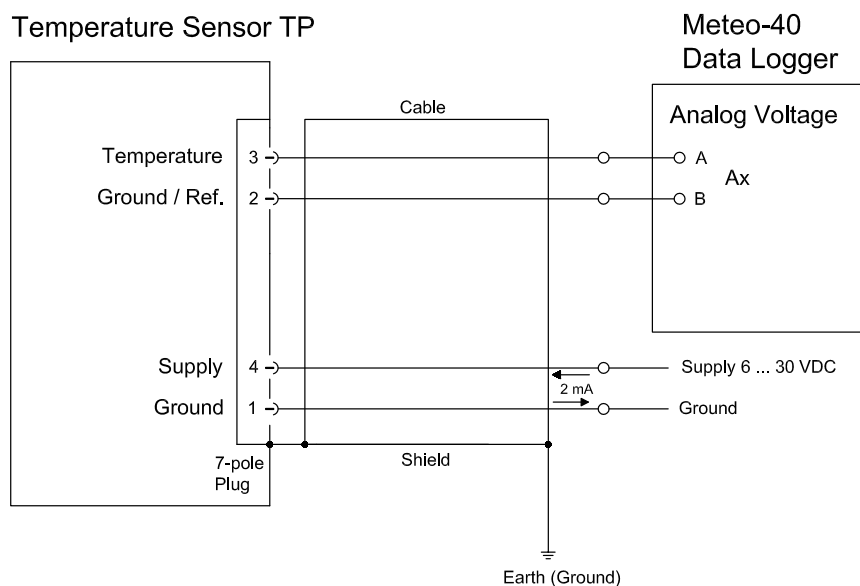 Temperature Sensor TP
Meteo-40
Data Logger
Cable
Analog Voltage
Temperature 3 A
Ax
Ground / Ref. 2 B
Supply 4 Supply 6 ... 30 VDC
2 mA
Ground 1 Ground
7-pole
Plug
Shield
Earth (Ground)